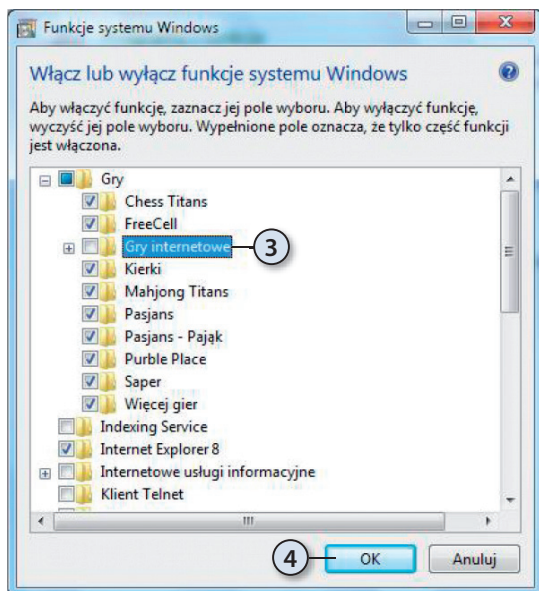 Funkcje systemu Windows
Włącz lub wyłącz funkcje systemu Windows
Aby włączyć funkcję, zaznacz jej pole wyboru. Aby wyłączyć funkcję,
wyczyść jej pole wyboru. Wypełnione pole oznacza, że tylko część funkcji
jest włączona.
Gry
Chess Titans
FreeCell
Gry internetowe
3
Kierki
Mahjong Titans
Pasjans
Pasjans - Pająk
Purble Place
Saper
Więcej gier
Indexing Service
Internet Explorer 8
Internetowe usługi informacyjne
Klient Telnet
4
OK
Anuluj